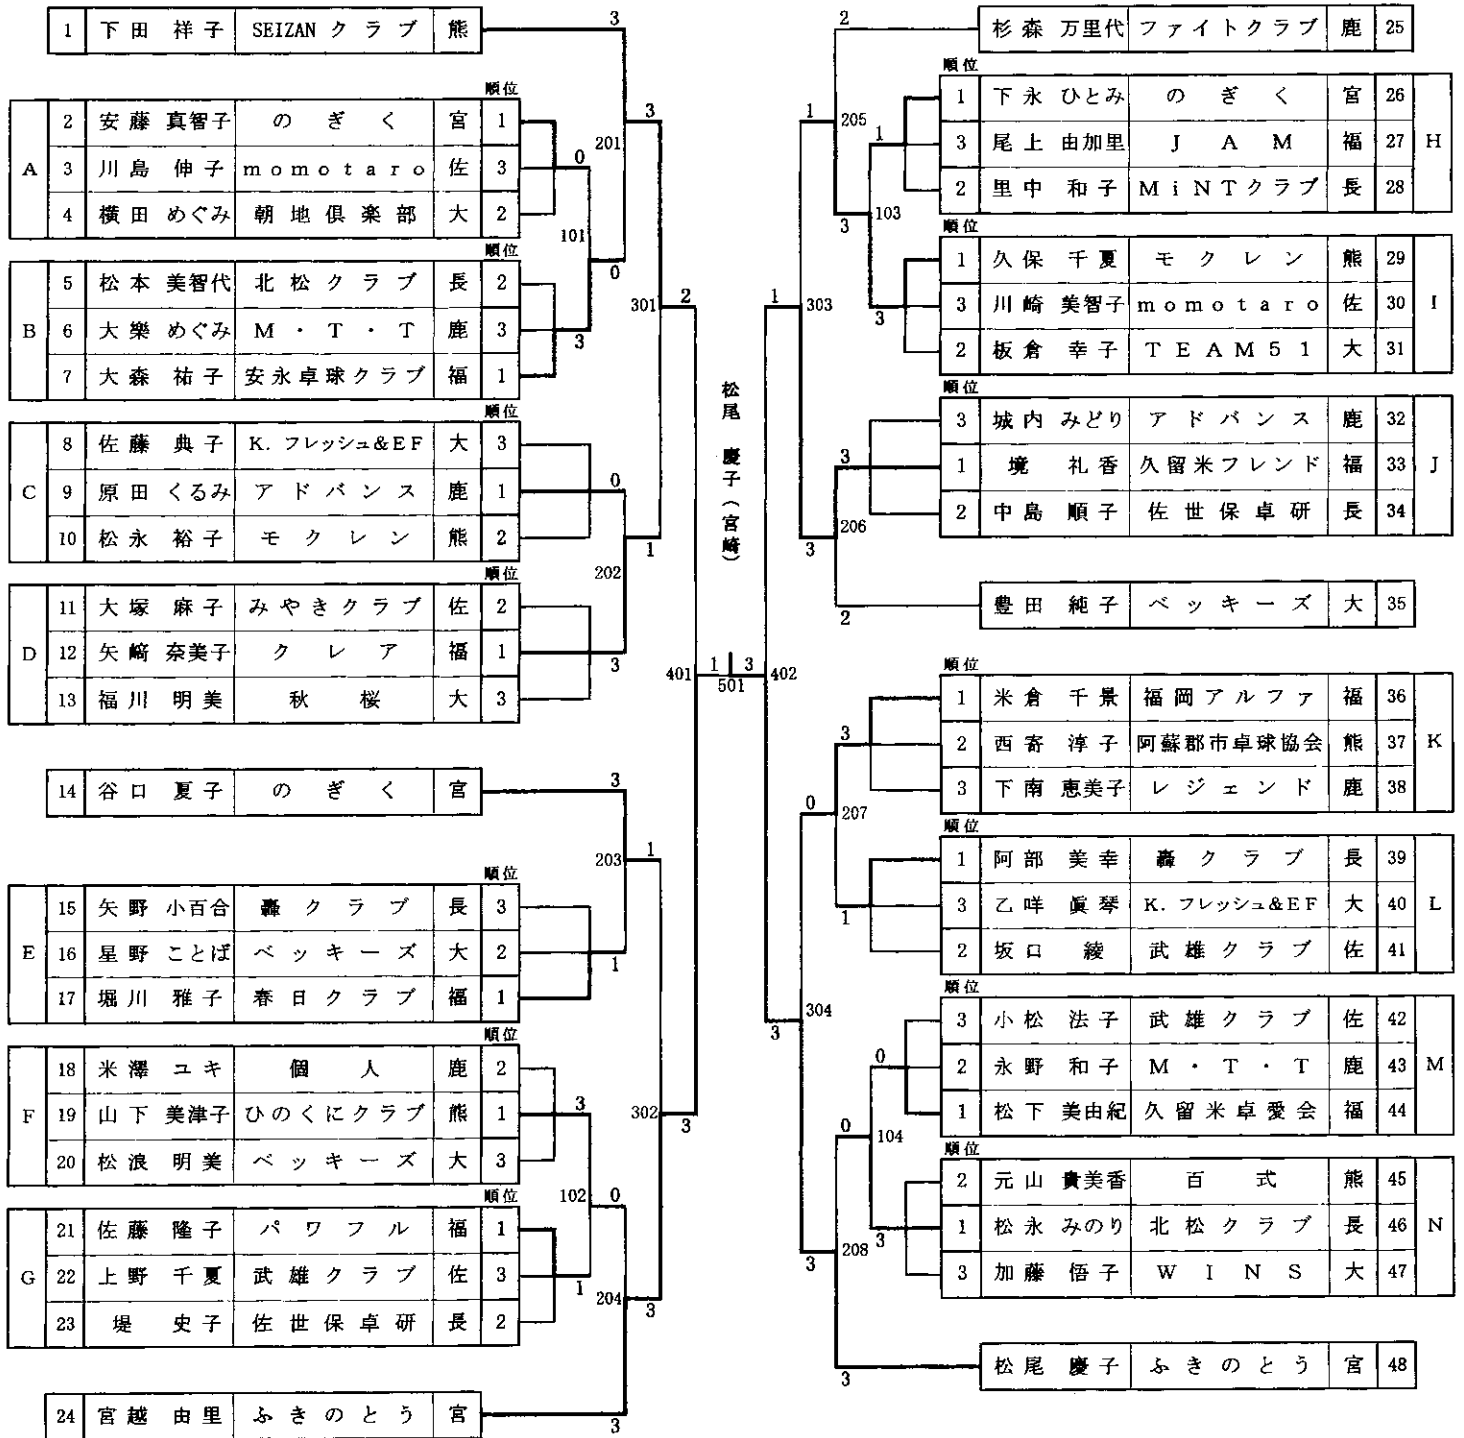 1 下田 祥子 SEIZANクラブ 熊 3
順位
A
2 安藤 真智子 のぎく 宮 1
3 川島 伸子 momotaro 佐 3
4 横田 めぐみ 朝地倶楽部 大 2
0
101
201
3
0
順位
B
5 松本 美智代 北松クラブ 長 2
6 大樂 めぐみ M・T・T 鹿 3
7 大森 祐子 安永卓球クラブ 福 1
3
301
2
順位
C
8 佐藤 典子 K.フレッシュ&EF 大 3
9 原田 くるみ アドバンス 鹿 1
10 松永 裕子 モクレン 熊 2
0
202
1
順位
D
11 大塚 麻子 みやきクラブ 佐 2
12 矢崎 奈美子 クレア 福 1
13 福川 明美 秋桜 大 3
3
401
14 谷口 夏子 のぎく 宮 3
203
1
順位
E
15 矢野 小百合 轟クラブ 長 3
16 星野 ことば ベッキーズ 大 2
17 堀川 雅子 春日クラブ 福 1
1
302
3
順位
F
18 米澤 ユキ 個人 鹿 2
19 山下 美津子 ひのくにクラブ 熊 1
20 松浪 明美 ベッキーズ 大 3
3
102
0
順位
G
21 佐藤 隆子 パワフル 福 1
22 上野 千夏 武雄クラブ 佐 3
23 堤 史子 佐世保卓研 長 2
1
204
3
24 宮越 由里 ふきのとう 宮 3
松尾 慶子(宮崎)
1 3
501
2 杉森 万里代 ファイトクラブ 鹿 25
順位
1 下永 ひとみ のぎく 宮 26
3 尾上 由加里 JAM 福 27
2 里中 和子 MiNTクラブ 長 28
H
1
205
1
103
3
順位
1 久保 千夏 モクレン 熊 29
3 川崎 美智子 momotaro 佐 30
2 板倉 幸子 TEAM51 大 31
I
3
303
1
順位
3 城内 みどり アドバンス 鹿 32
1 境 礼香 久留米フレンド 福 33
2 中島 順子 佐世保卓研 長 34
J
3
206
3
2 豊田 純子 ベッキーズ 大 35
402
順位
1 米倉 千景 福岡アルファ 福 36
2 西寄 淳子 阿蘇郡市卓球協会 熊 37
3 下南 恵美子 レジェンド 鹿 38
K
3
207
0
順位
1 阿部 美幸 轟クラブ 長 39
3 乙咩 眞琴 K.フレッシュ&EF 大 40
2 坂口 綾 武雄クラブ 佐 41
L
1
304
3
順位
3 小松 法子 武雄クラブ 佐 42
2 永野 和子 M・T・T 鹿 43
1 松下 美由紀 久留米卓愛会 福 44
M
0
104
0
順位
2 元山 貴美香 百式 熊 45
1 松永 みのり 北松クラブ 長 46
3 加藤 悟子 WINS 大 47
N
3
208
3
3 松尾 慶子 ふきのとう 宮 48